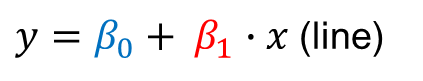 y = β₀ + β₁ · x (line)